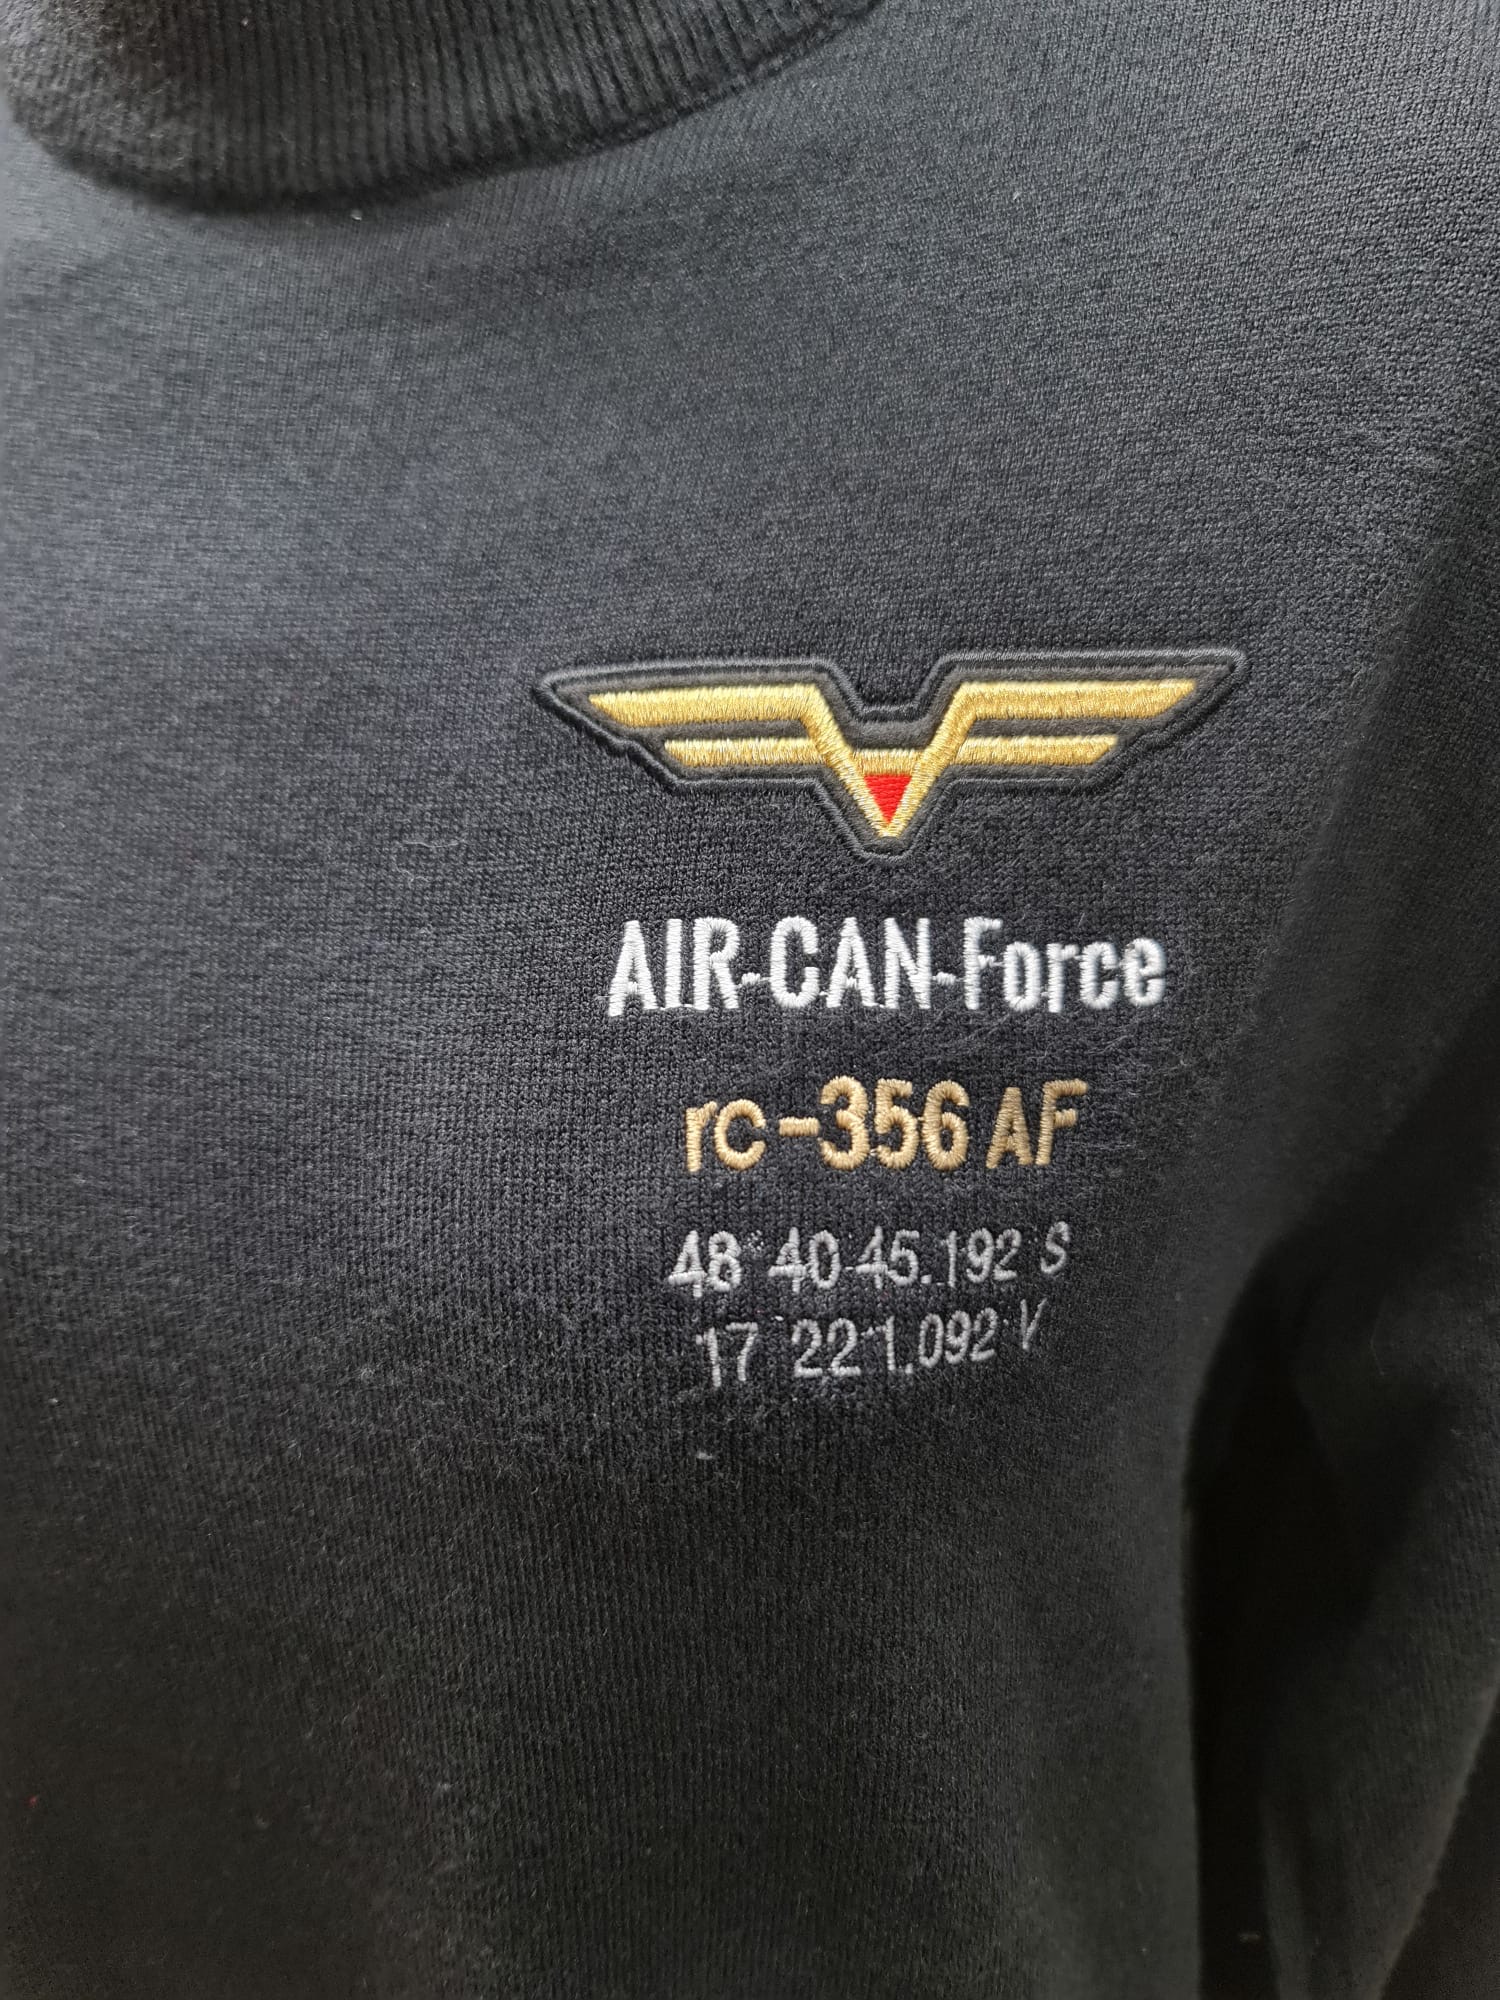 AIR-CAN-Force
rc-356 AF
48° 40 45.192 S
17 22 1.092 V